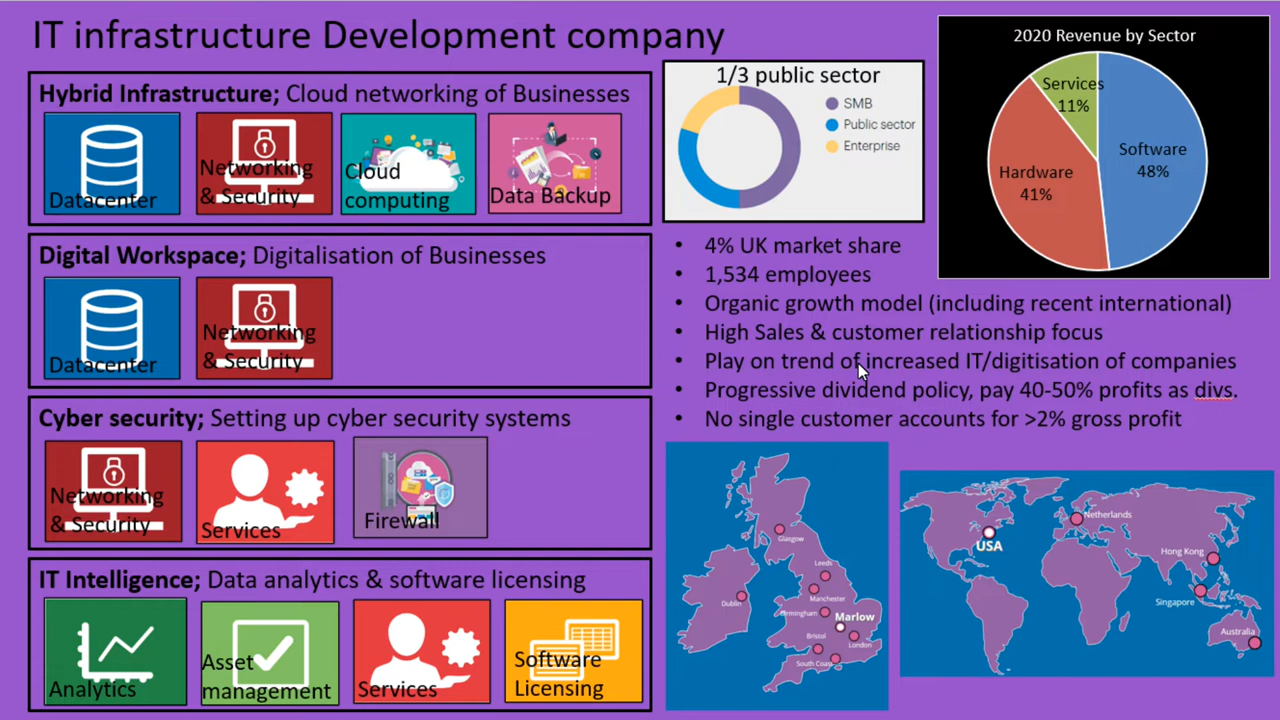 IT infrastructure Development company
Hybrid Infrastructure; Cloud networking of Businesses
Datacenter
Networking
& Security
Cloud
computing
Data Backup
Digital Workspace; Digitalisation of Businesses
Datacenter
Networking
& Security
Cyber security; Setting up cyber security systems
Networking
& Security
Services
Firewall
IT Intelligence; Data analytics & software licensing
Analytics
Asset
management
Services
Software
Licensing
1/3 public sector
SMB
Public sector
Enterprise
2020 Revenue by Sector
Services
11%
Software
48%
Hardware
41%
• 4% UK market share
• 1,534 employees
• Organic growth model (including recent international)
• High Sales & customer relationship focus
• Play on trend of increased IT/digitisation of companies
• Progressive dividend policy, pay 40-50% profits as divs.
• No single customer accounts for >2% gross profit
Glasgow
Leeds
Dublin
Manchester
Birmingham
Marlow
Bristol
London
South Coast
Netherlands
USA
Hong Kong
Singapore
Australia